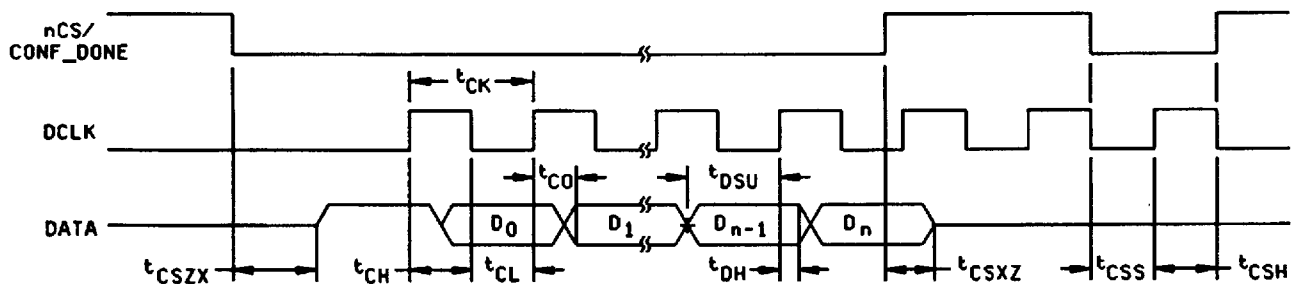 nCS/
CONF_DONE
tCK
DCLK
tCO
tDSU
DATA
D0
D1
Dn-1
Dn
tCSZX
tCH
tCL
tDH
tCSXZ
tCSS
tCSH